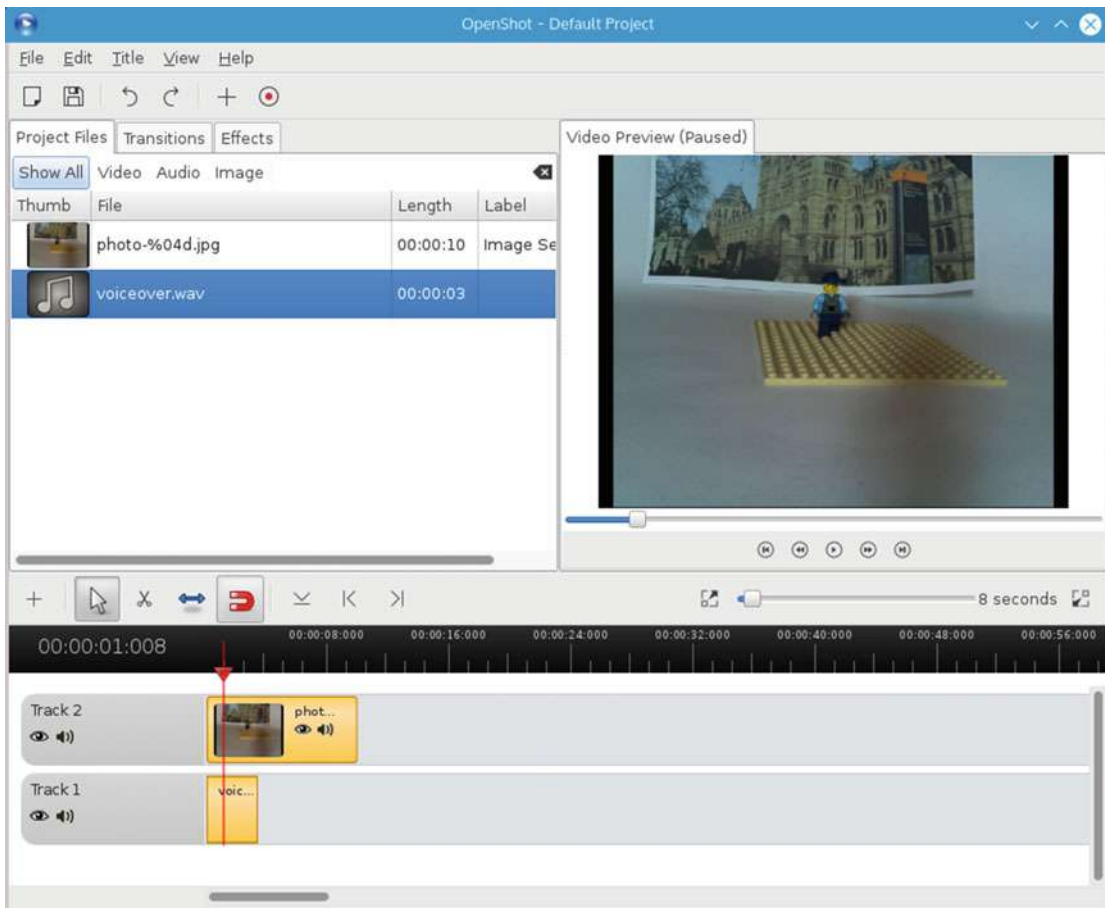 OpenShot - Default Project
File Edit Title View Help
Project Files Transitions Effects
Video Preview (Paused)
Show All Video Audio Image
Thumb File Length Label
photo-%04d.jpg 00:00:10 Image Se
voiceover.wav 00:00:03
8 seconds
00:00:01:008
00:00:08:000 00:00:16:000 00:00:24:000 00:00:32:000 00:00:40:000 00:00:48:000 00:00:56:000
Track 2
phot...
Track 1
voic...